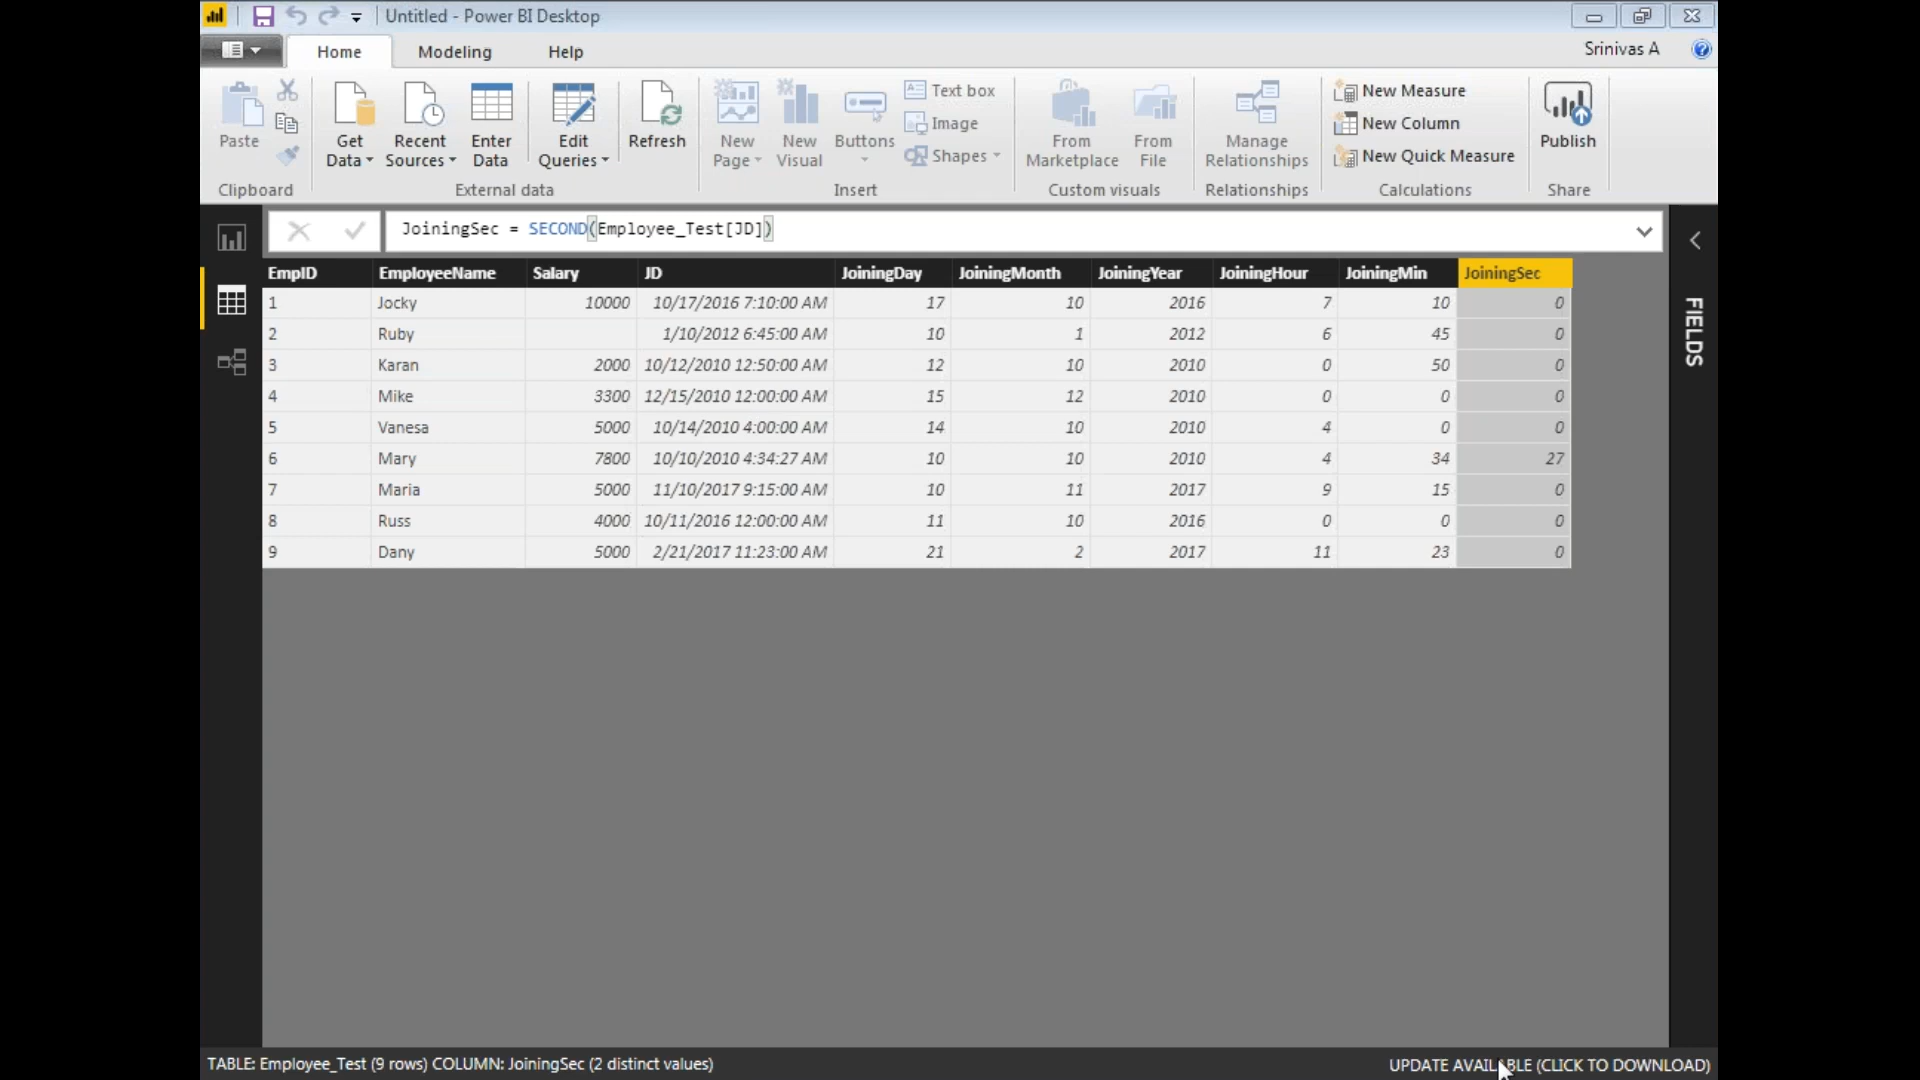 Untitled - Power BI Desktop
Home Modeling Help Srinivas A
Paste
Clipboard
Get Data
Recent Sources
Enter Data
Edit Queries
Refresh
External data
New Page
New Visual
Buttons
Text box
Image
Shapes
Insert
From Marketplace
From File
Custom visuals
Manage Relationships
Relationships
New Measure
New Column
New Quick Measure
Calculations
Publish
Share
JoiningSec = SECOND(Employee_Test[JD])
EmpID EmployeeName Salary JD JoiningDay JoiningMonth JoiningYear JoiningHour JoiningMin JoiningSec
1 Jocky 10000 10/17/2016 7:10:00 AM 17 10 2016 7 10 0
2 Ruby 1/10/2012 6:45:00 AM 10 1 2012 6 45 0
3 Karan 2000 10/12/2010 12:50:00 AM 12 10 2010 0 50 0
4 Mike 3300 12/15/2010 12:00:00 AM 15 12 2010 0 0 0
5 Vanesa 5000 10/14/2010 4:00:00 AM 14 10 2010 4 0 0
6 Mary 7800 10/10/2010 4:34:27 AM 10 10 2010 4 34 27
7 Maria 5000 11/10/2017 9:15:00 AM 10 11 2017 9 15 0
8 Russ 4000 10/11/2016 12:00:00 AM 11 10 2016 0 0 0
9 Dany 5000 2/21/2017 11:23:00 AM 21 2 2017 11 23 0
FIELDS
TABLE: Employee_Test (9 rows) COLUMN: JoiningSec (2 distinct values)
UPDATE AVAILABLE (CLICK TO DOWNLOAD)